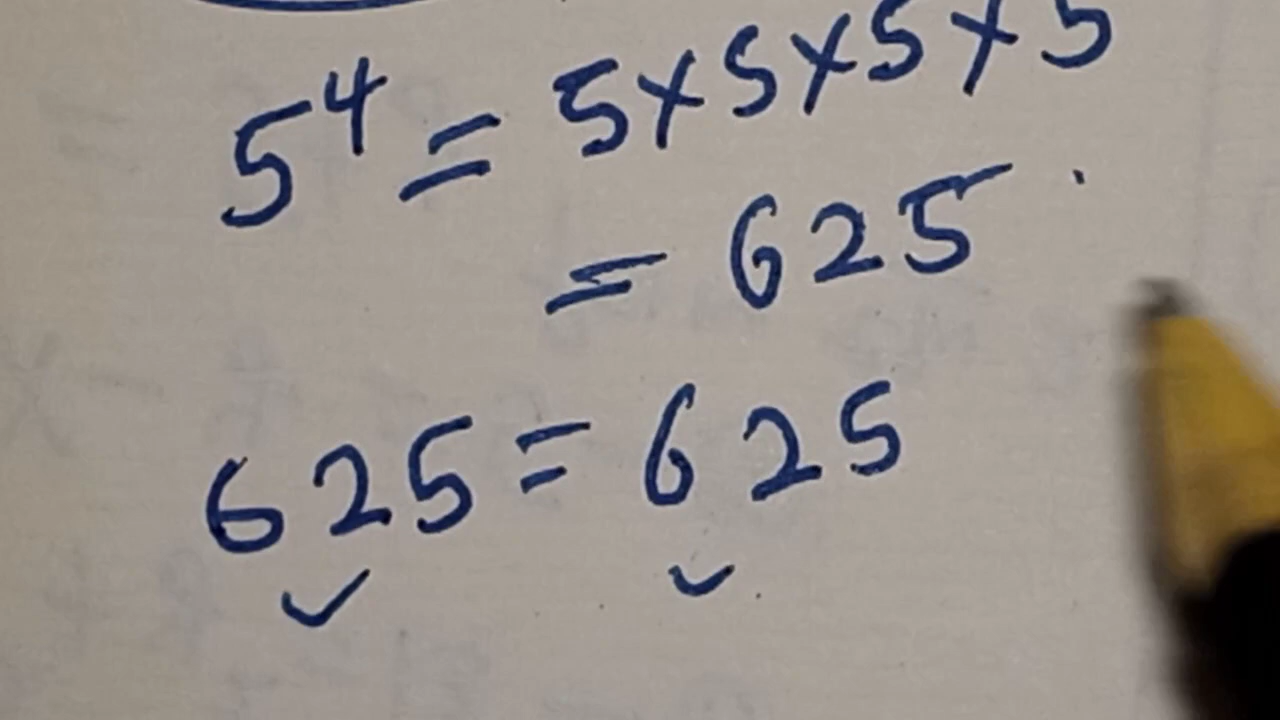 5⁴ = 5 x 5 x 5 x 5
= 625
625 = 625